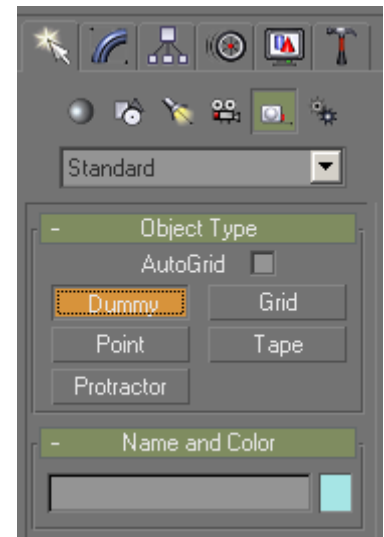 Standard
- Object Type
AutoGrid
Dummy Grid
Point Tape
Protractor
- Name and Color